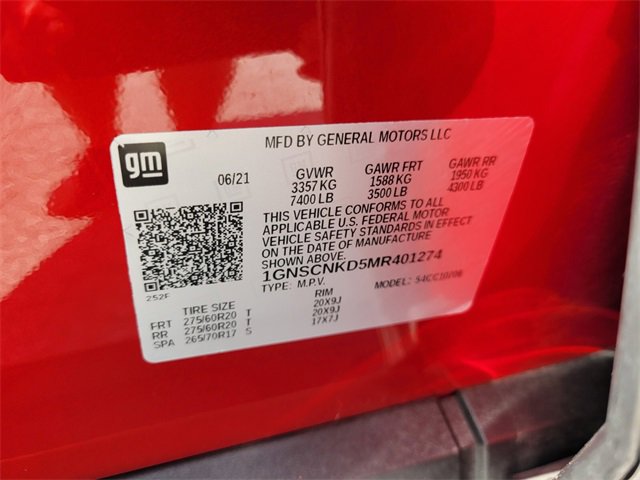 MFD BY GENERAL MOTORS LLC
gm
06/21 GVWR GAWR FRT GAWR RR
3357 KG 1588 KG 1950 KG
7400 LB 3500 LB 4300 LB
THIS VEHICLE CONFORMS TO ALL
APPLICABLE U.S. FEDERAL MOTOR
VEHICLE SAFETY STANDARDS IN EFFECT
ON THE DATE OF MANUFACTURE
SHOWN ABOVE.
1GNSCNKD5MR401274
TYPE: M.P.V. MODEL:
252F
TIRE SIZE RIM
FRT 275/60R20 T 20X9J
RR 275/60R20 T 20X9J
SPA 265/70R17 S 17X7J